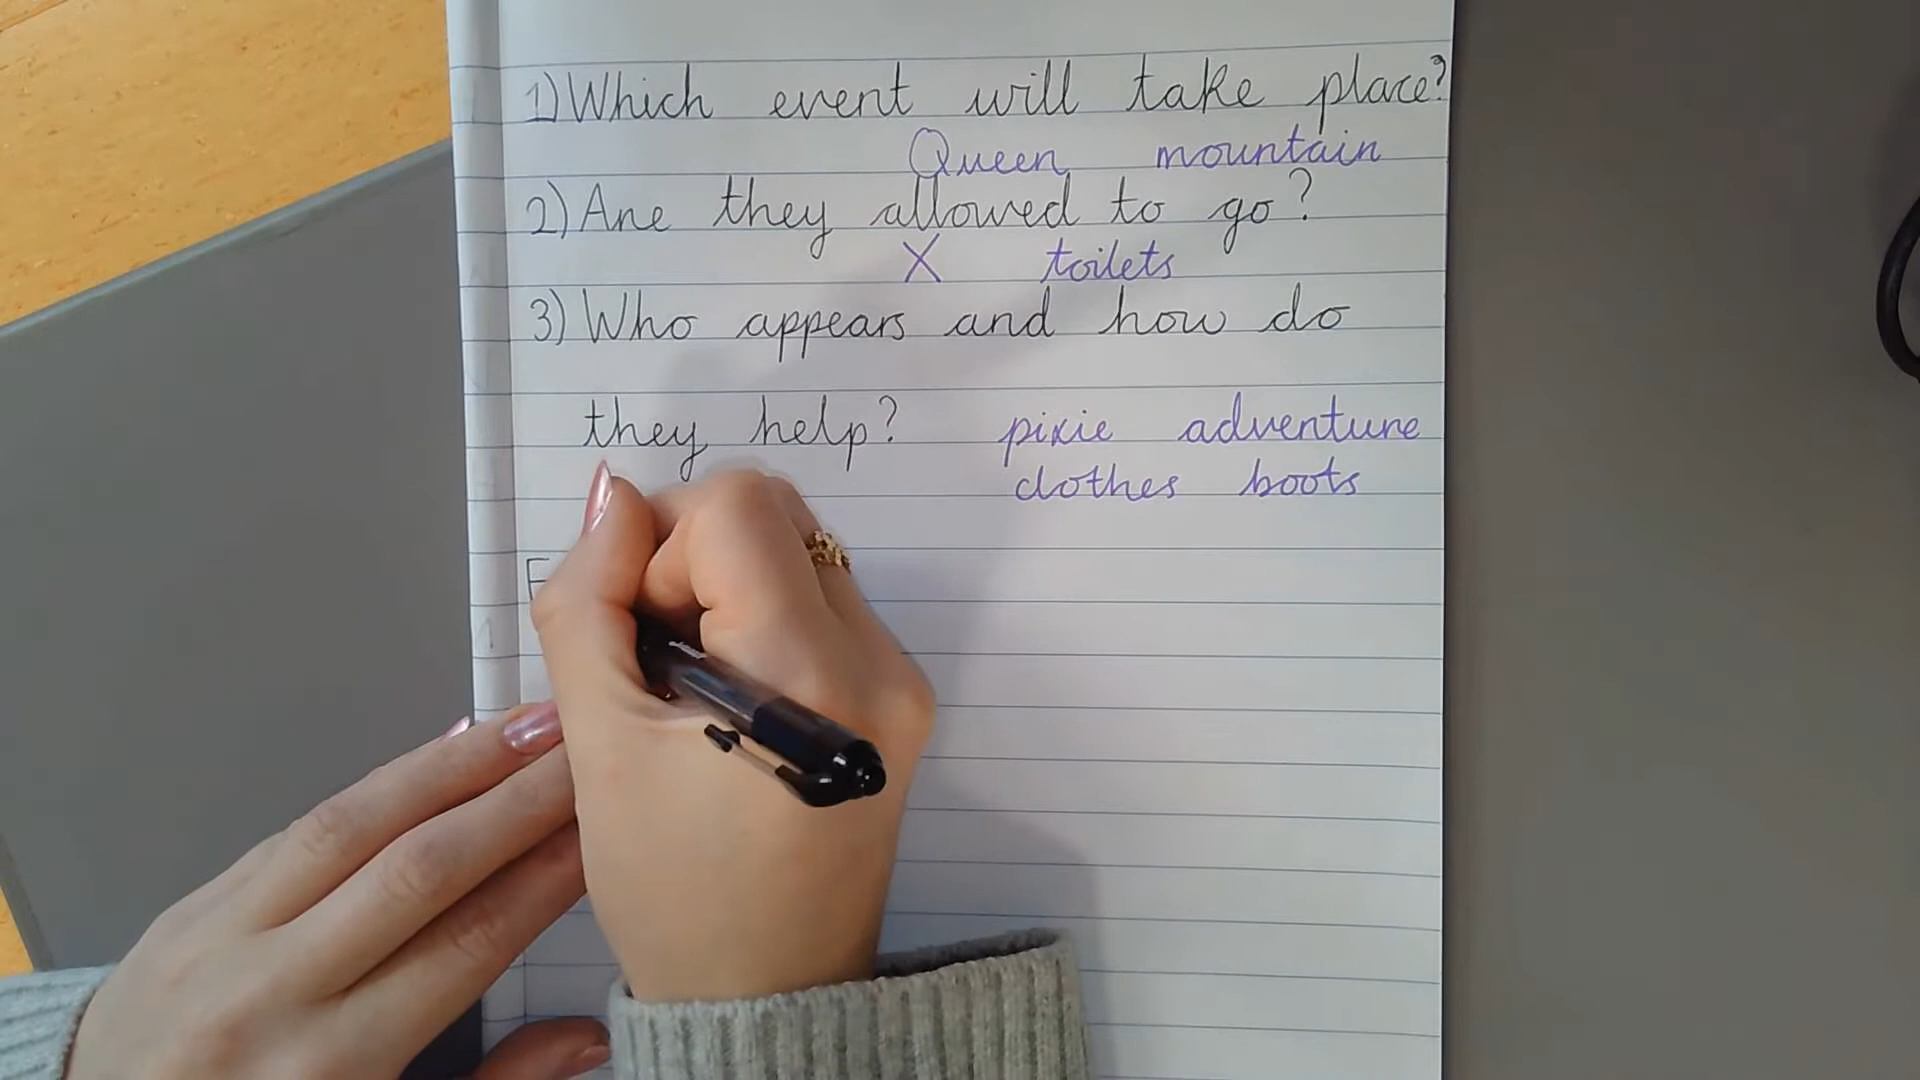 1) Which event will take place?
Queen mountain
2) Are they allowed to go?
X toilets
3) Who appears and how do
they help? pixie adventure
clothes boots